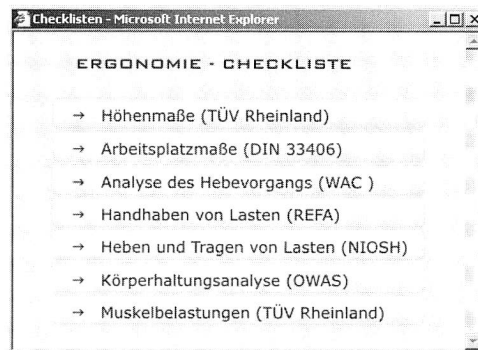 Checklisten - Microsoft Internet Explorer
ERGONOMIE - CHECKLISTE
→ Höhenmaße (TÜV Rheinland)
→ Arbeitsplatzmaße (DIN 33406)
→ Analyse des Hebevorgangs (WAC )
→ Handhaben von Lasten (REFA)
→ Heben und Tragen von Lasten (NIOSH)
→ Körperhaltungsanalyse (OWAS)
→ Muskelbelastungen (TÜV Rheinland)